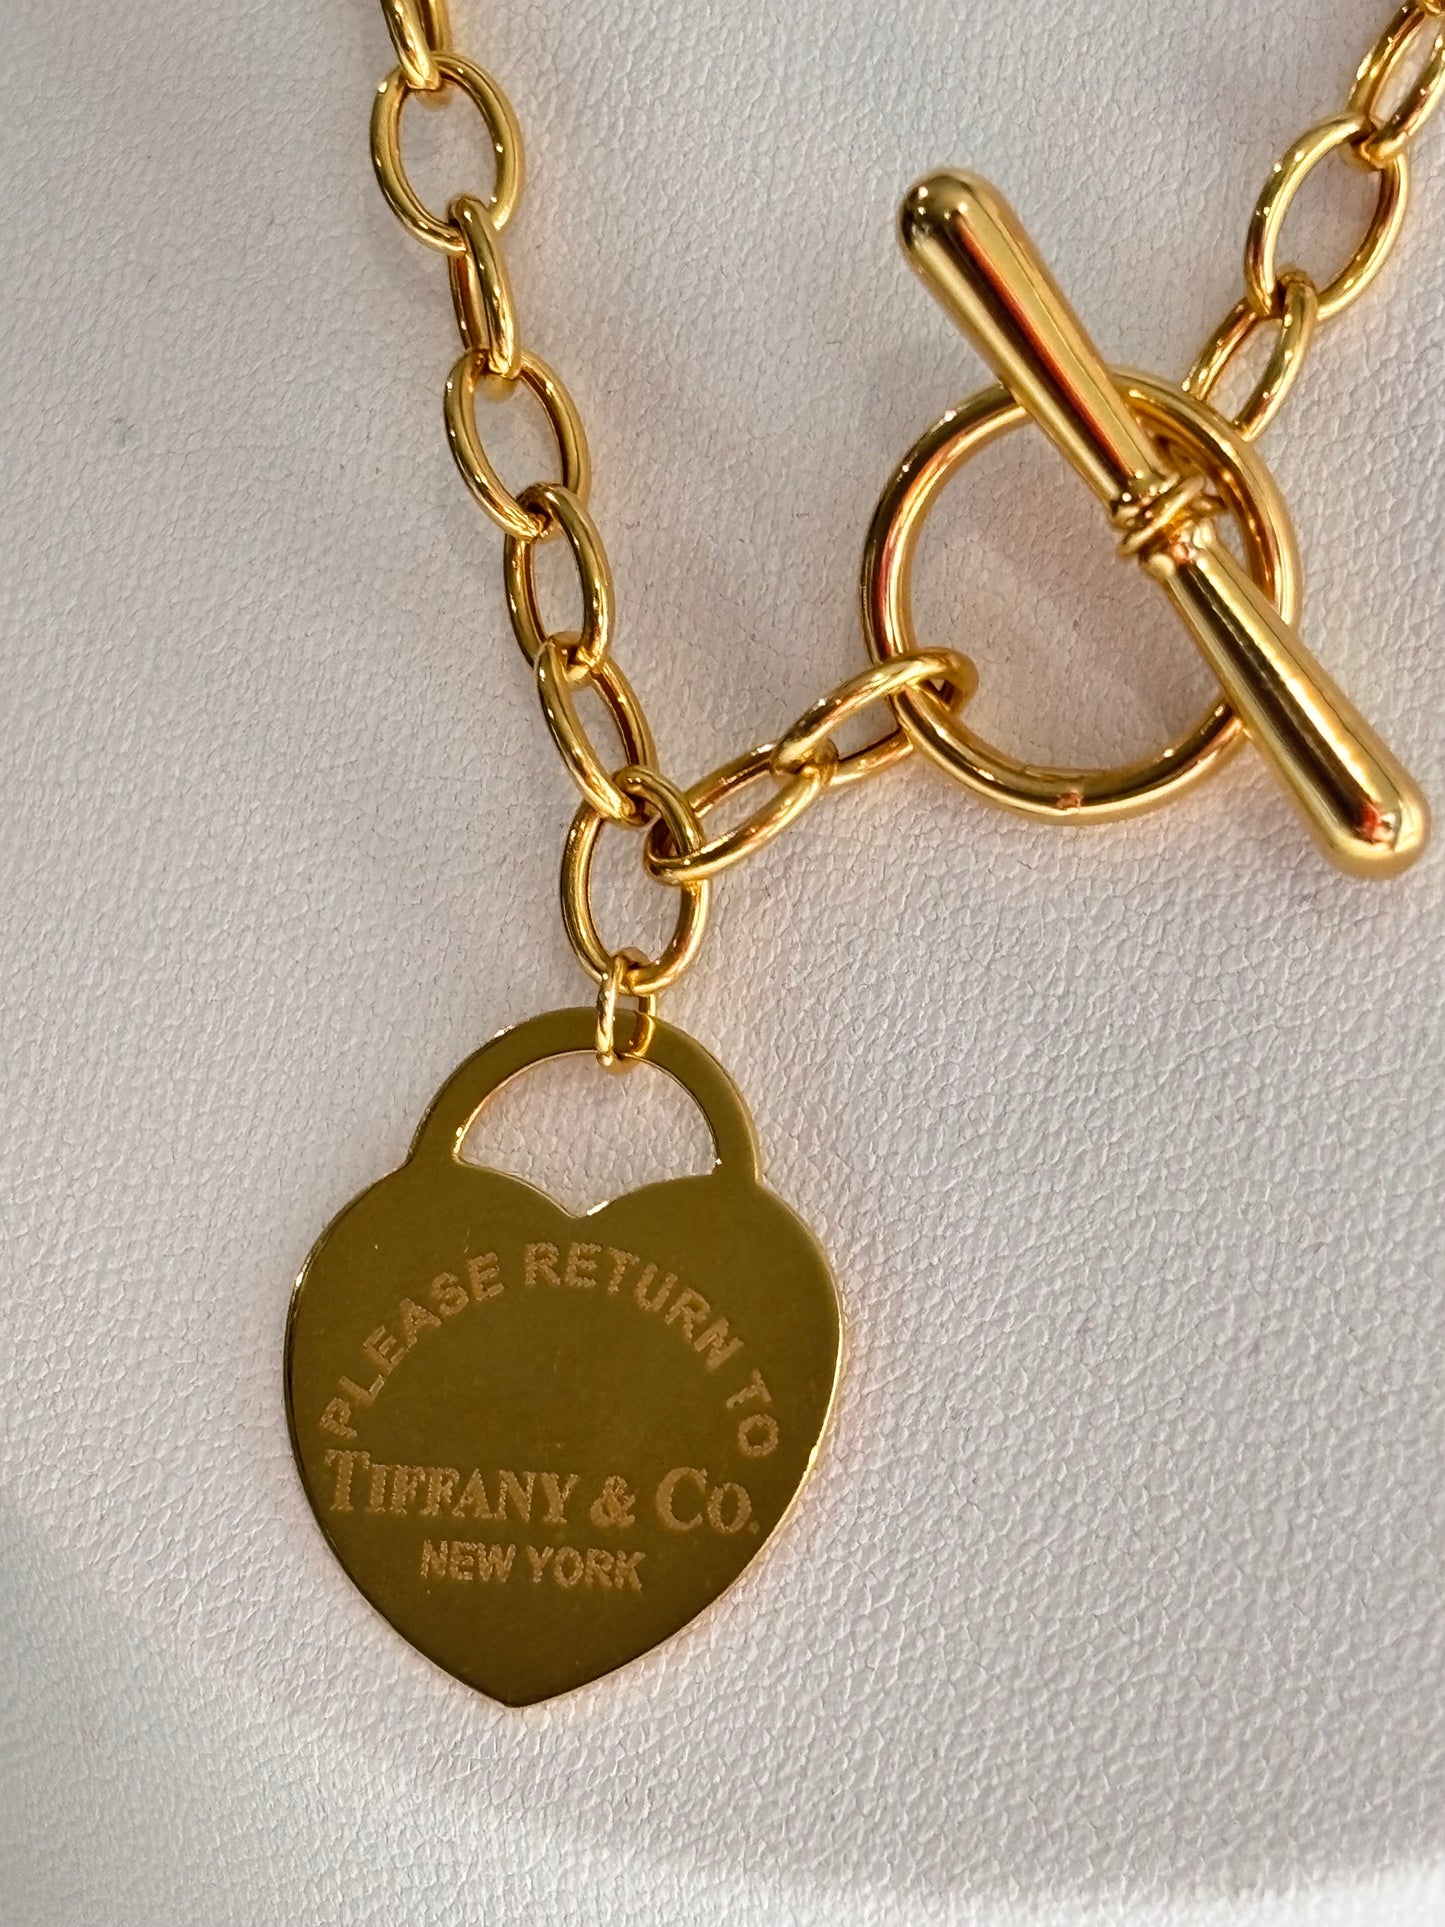 PLEASE RETURN TO
TIFFANY & CO.
NEW YORK